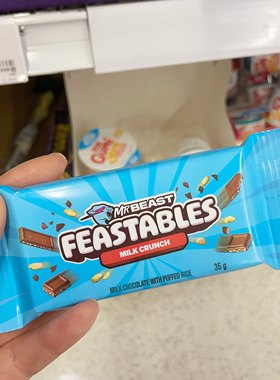 MRBEAST
FEASTABLES
MILK CRUNCH
35 g
MILK CHOCOLATE WITH PUFFED RICE